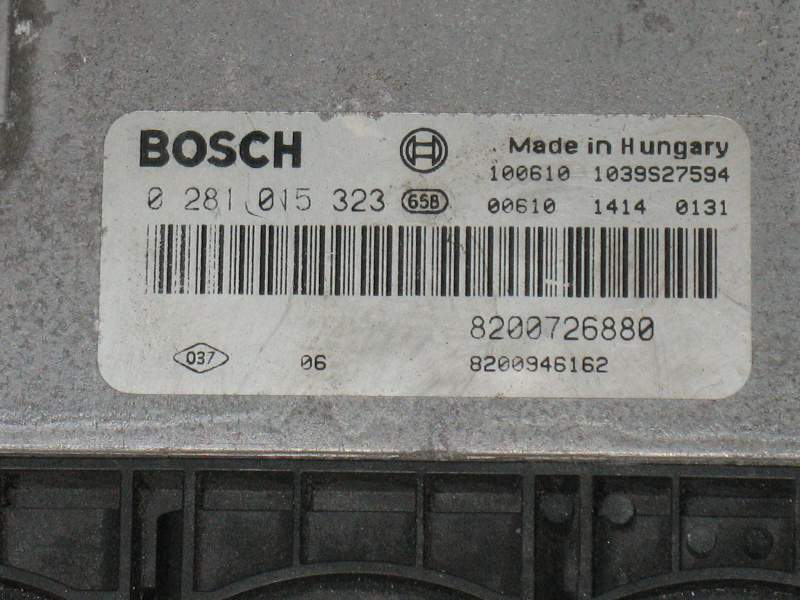 BOSCH Made in Hungary
100610 1039S27594
0 281 015 323 65B 00610 1414 0131
8200726880
037 06 8200946162